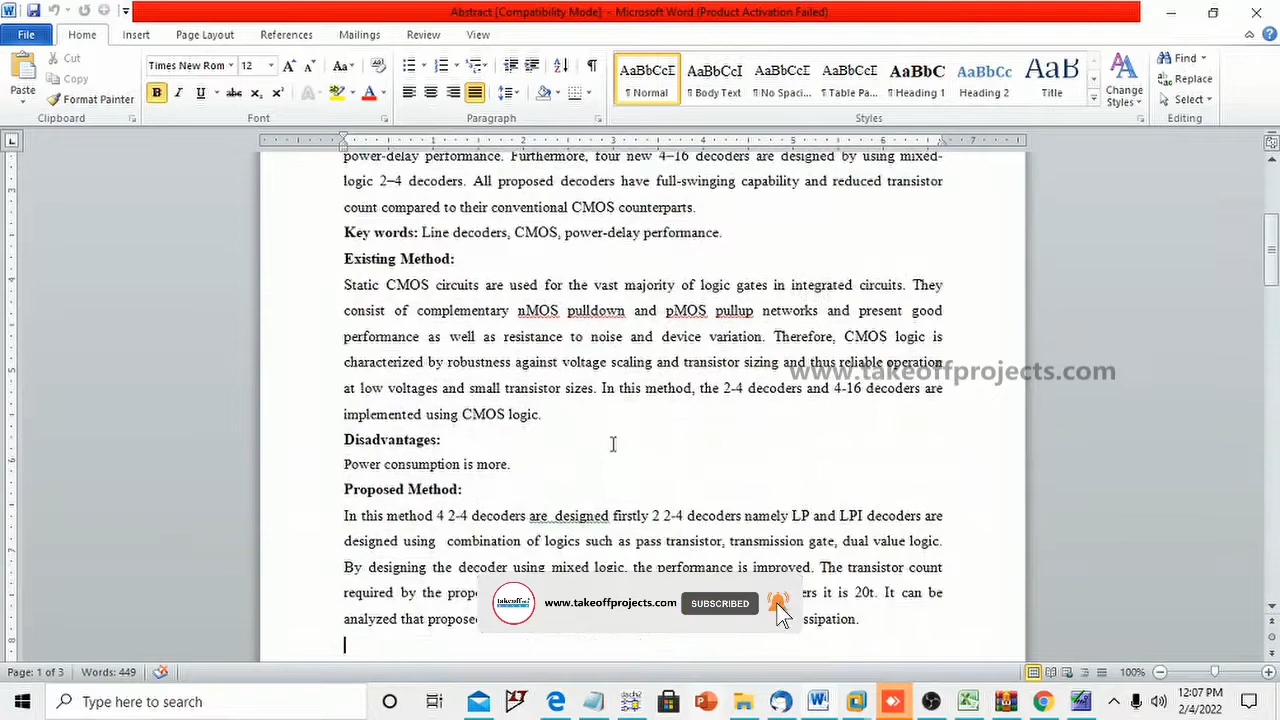 Abstract [Compatibility Mode] - Microsoft Word (Product Activation Failed)
File Home Insert Page Layout References Mailings Review View
Paste
Cut
Copy
Format Painter
Clipboard
Times New Rom 12
Font
Paragraph
AaBbCcE AaBbCcI AaBbCcE AaBbCcE AaBbC AaBbCc AaB
¶ Normal ¶ Body Text ¶ No Spaci... ¶ Table Pa... ¶ Heading 1 ¶ Heading 2 Title
Change Styles
Styles
Find
Replace
Select
Editing
power-delay performance. Furthermore, four new 4–16 decoders are designed by using mixed-
logic 2–4 decoders. All proposed decoders have full-swinging capability and reduced transistor
count compared to their conventional CMOS counterparts.
Key words: Line decoders, CMOS, power-delay performance.
Existing Method:
Static CMOS circuits are used for the vast majority of logic gates in integrated circuits. They
consist of complementary nMOS pulldown and pMOS pullup networks and present good
performance as well as resistance to noise and device variation. Therefore, CMOS logic is
characterized by robustness against voltage scaling and transistor sizing and thus reliable operation
www.takeoffprojects.com
at low voltages and small transistor sizes. In this method, the 2-4 decoders and 4-16 decoders are
implemented using CMOS logic.
Disadvantages:
Power consumption is more.
Proposed Method:
In this method 4 2-4 decoders are designed firstly 2 2-4 decoders namely LP and LPI decoders are
designed using combination of logics such as pass transistor, transmission gate, dual value logic.
By designing the decoder using mixed logic, the performance is improved. The transistor count
required by the it is 20t. It can be
www.takeoffprojects.com SUBSCRIBED
analyzed that
Page: 1 of 3 Words: 449 100%
Type here to search
12:07 PM
2/4/2022